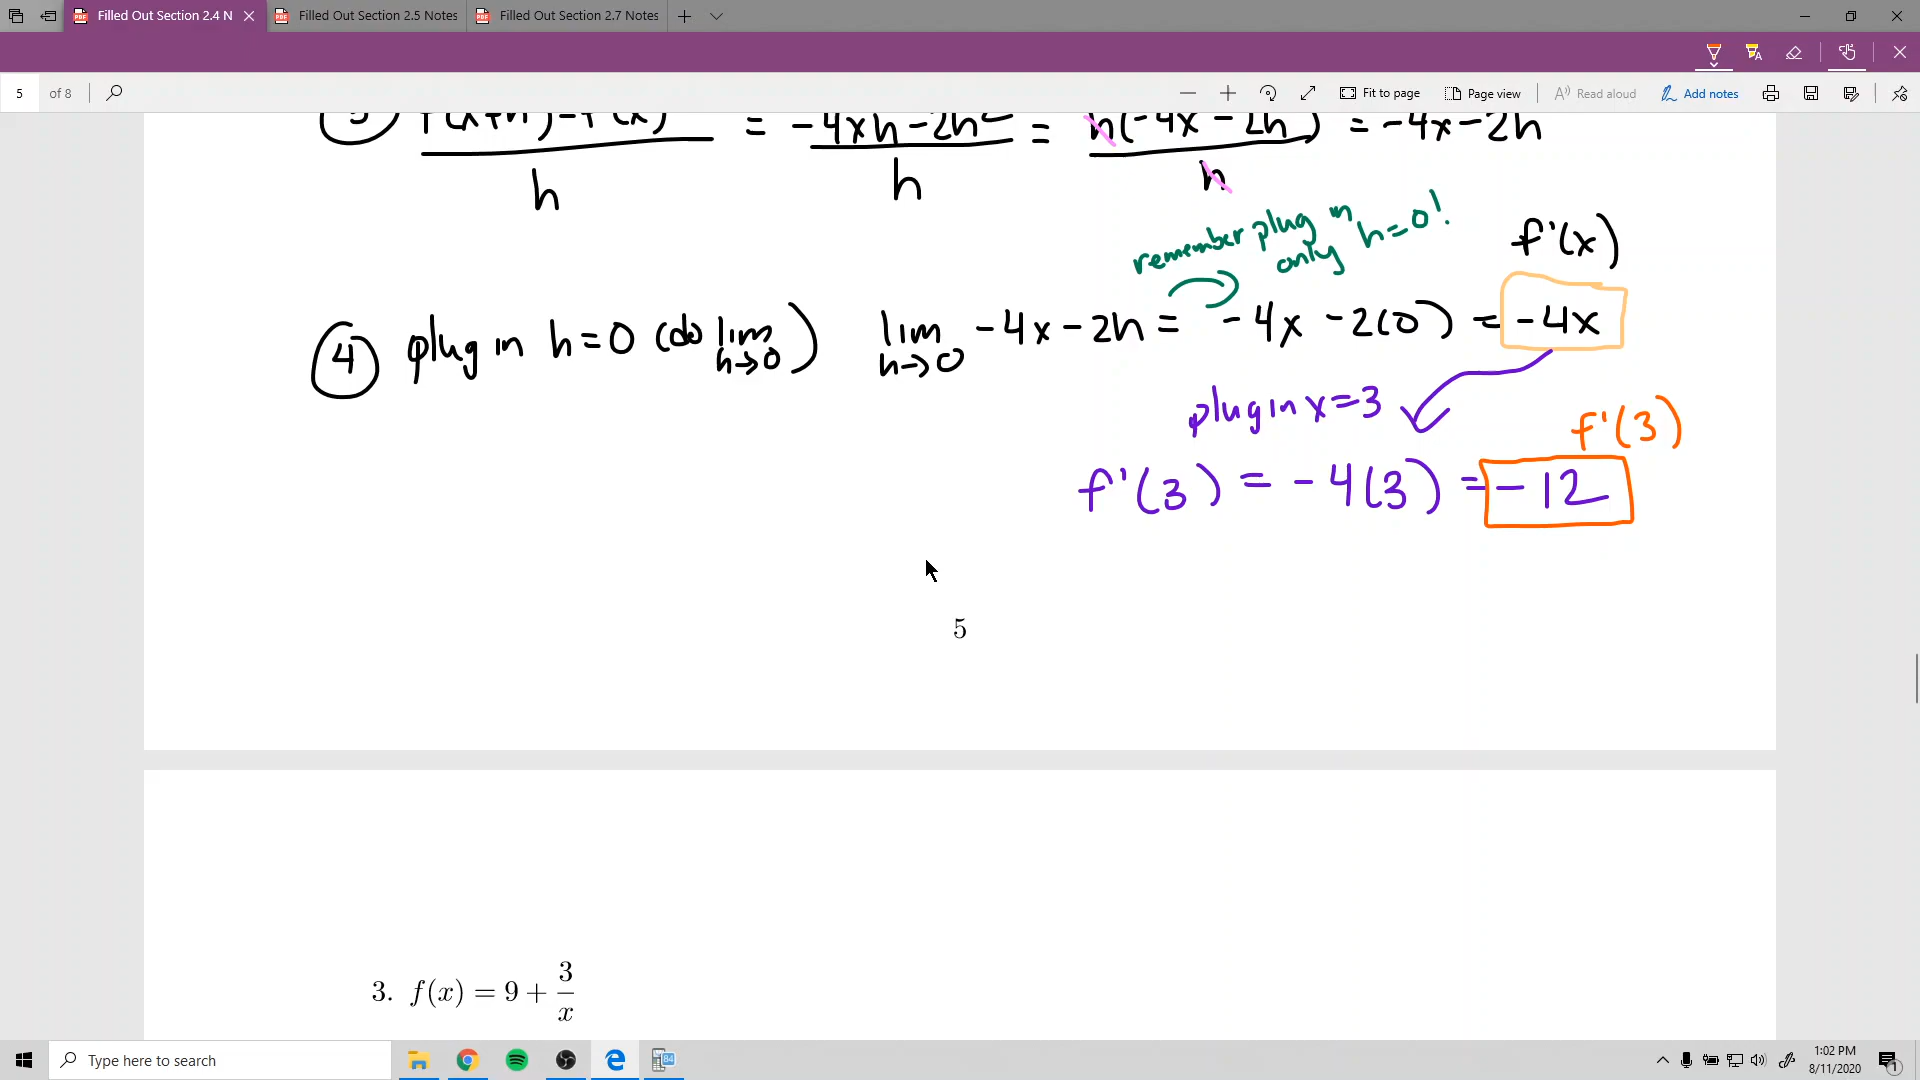 Filled Out Section 2.4 N
Filled Out Section 2.5 Notes
Filled Out Section 2.7 Notes
5 of 8
Fit to page
Page view
Read aloud
Add notes
3 f(x+h)-f(x) / h = -4xh-2h² / h = h(-4x-2h) / h = -4x-2h
remember plug in only h=0!
f'(x)
4 plug in h=0 (do lim h→0) lim h→0 -4x-2h = -4x-2(0) = -4x
plug in x=3
f'(3)
f'(3) = -4(3) = -12
5
3. f(x) = 9 + 3/x
Type here to search
84
1:02 PM
8/11/2020
1